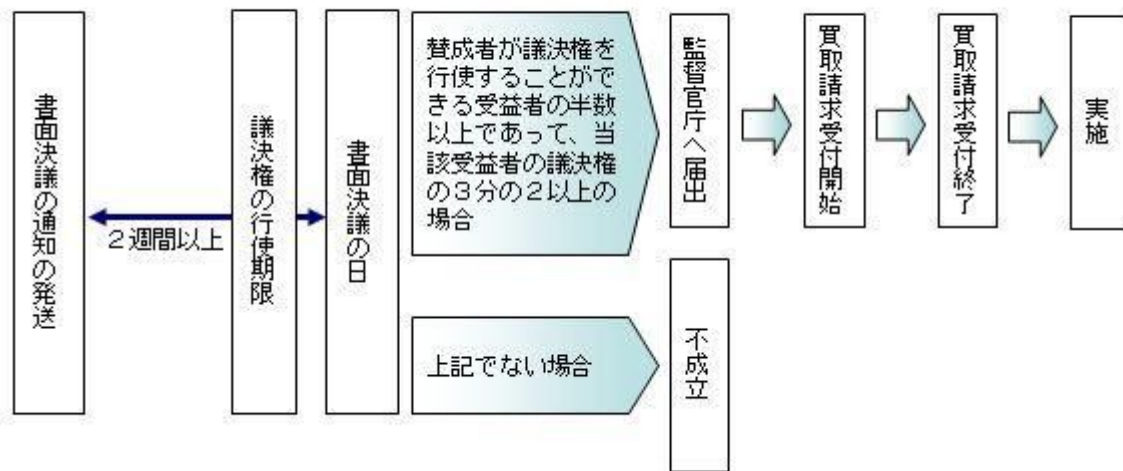 書面決議の通知の発送
2週間以上
議決権の行使期限
書面決議の日
賛成者が議決権を
行使することがで
きる受益者の半数
以上であって、当
該受益者の議決権
の3分の2以上の
場合
監督官庁へ届出
買取請求受付開始
買取請求受付終了
実施
上記でない場合
不成立